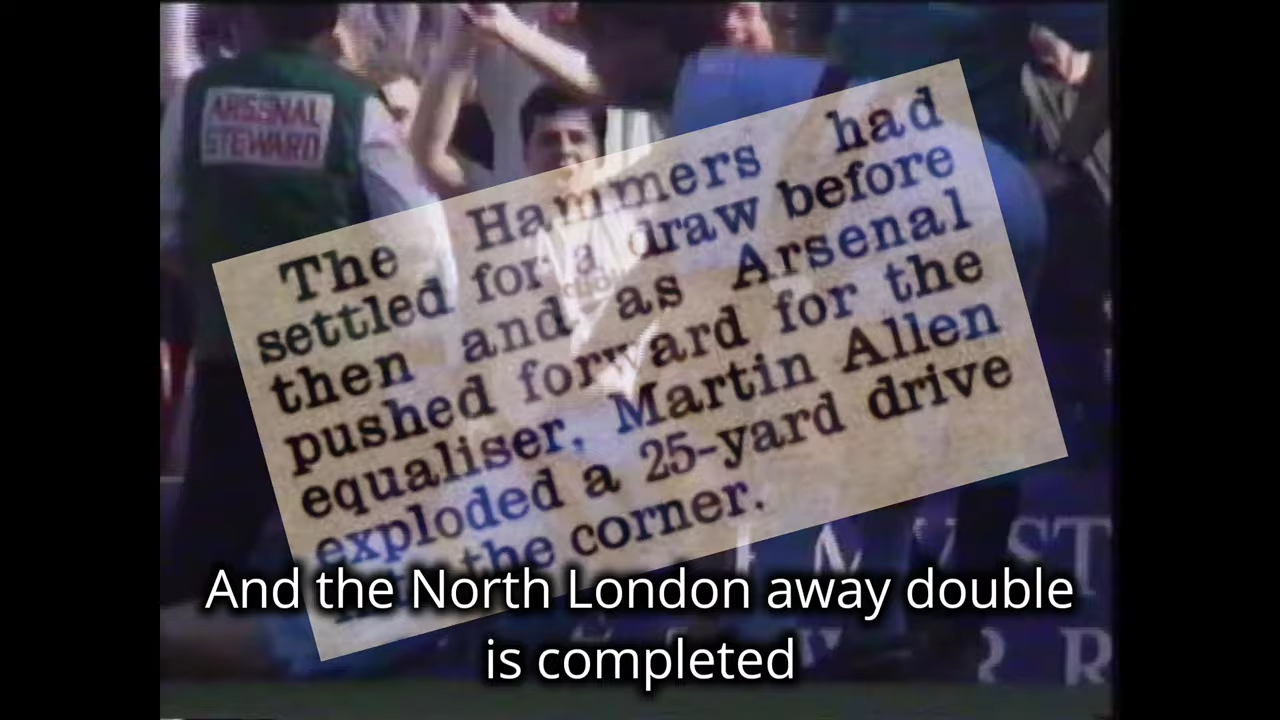 ARSENAL
STEWARD
The Hammers had
settled for a draw before
then and as Arsenal
pushed forward for the
equaliser, Martin Allen
exploded a 25-yard drive
the corner.
And the North London away double
is completed